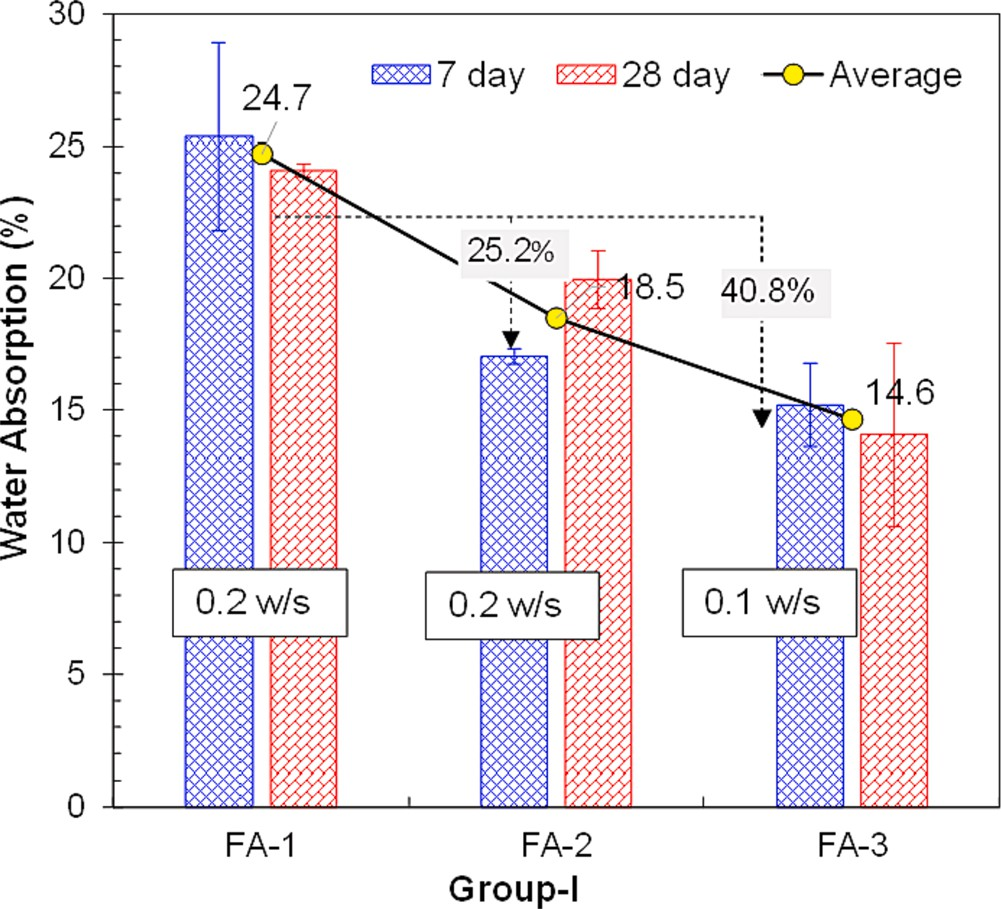 30
25
20
15
10
5
0
Water Absorption (%)
7 day
28 day
Average
24.7
25.2%
18.5
40.8%
14.6
0.2 w/s
0.2 w/s
0.1 w/s
FA-1
FA-2
FA-3
Group-I